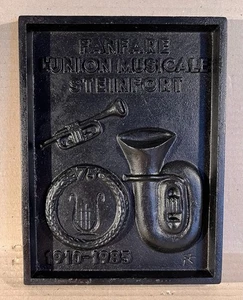 FANFARE
L'UNION MUSICALE
STEINFORT
75
1910-1985